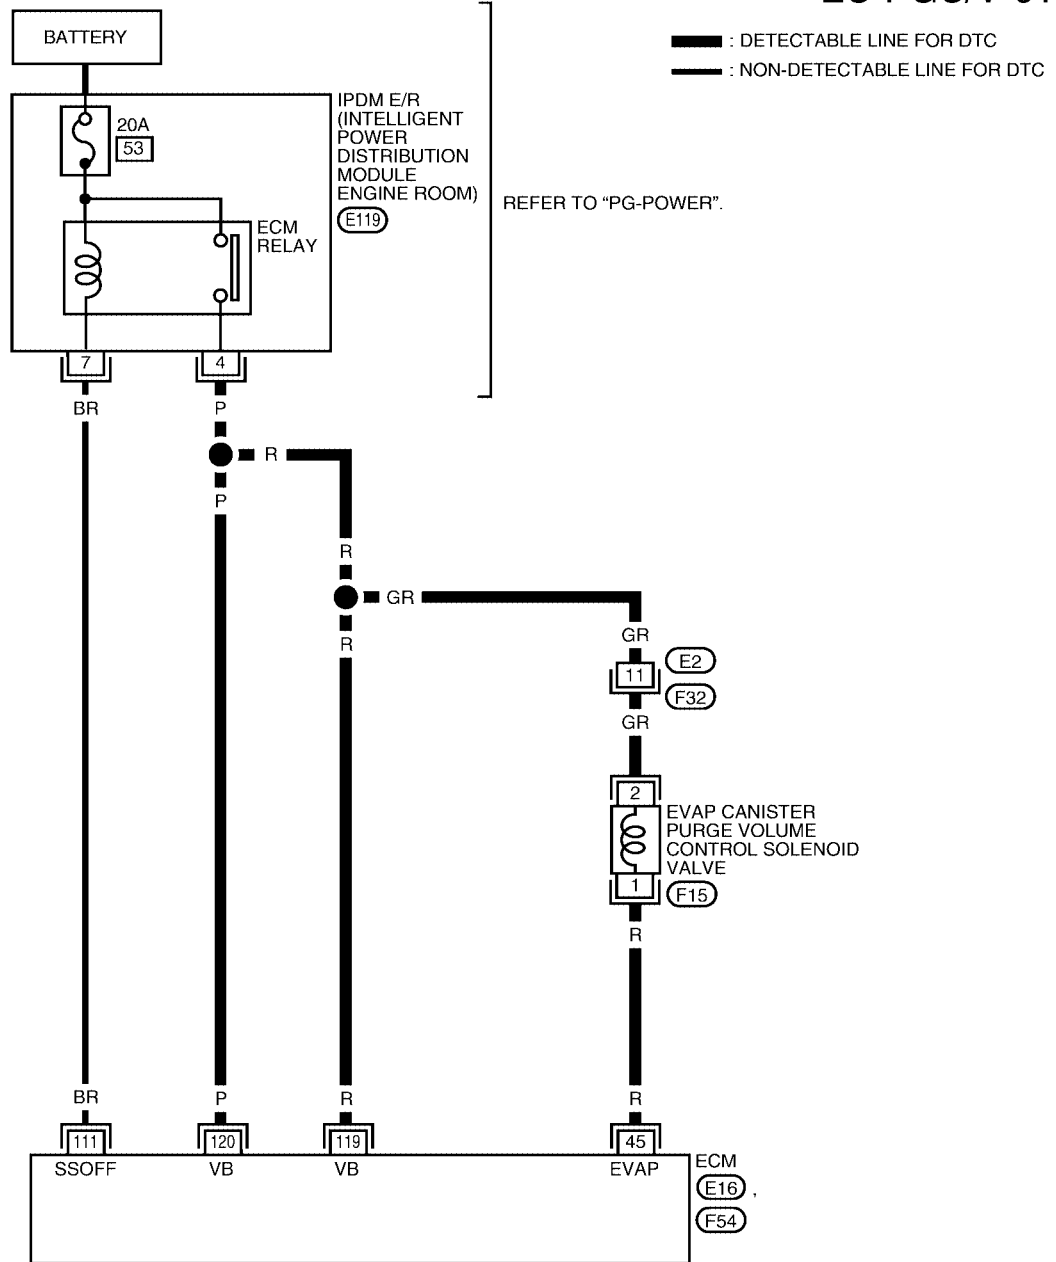 BATTERY
: DETECTABLE LINE FOR DTC
: NON-DETECTABLE LINE FOR DTC
20A
53
IPDM E/R
(INTELLIGENT
POWER
DISTRIBUTION
MODULE
ENGINE ROOM)
E119
REFER TO “PG-POWER”.
ECM
RELAY
7
4
BR
P
R
P
R
GR
R
GR
11
E2
F32
GR
2
EVAP CANISTER
PURGE VOLUME
CONTROL SOLENOID
VALVE
1
F15
R
BR
P
R
R
111
120
119
45
SSOFF
VB
VB
EVAP
ECM
E16 ,
F54